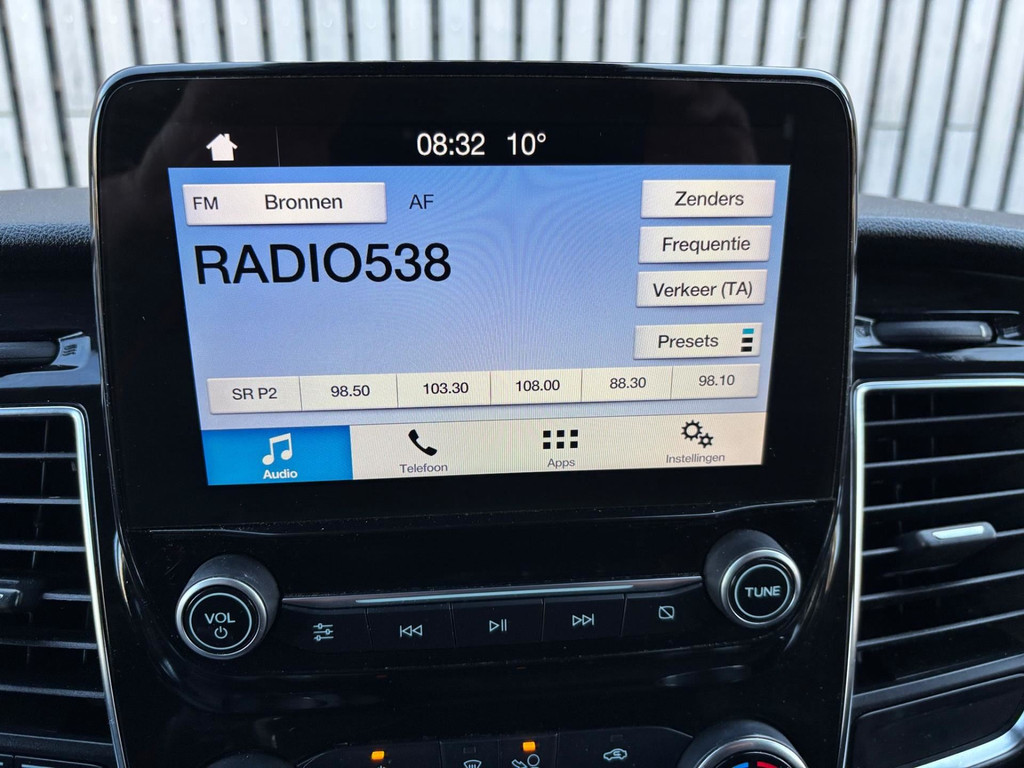 08:32 10°
FM Bronnen AF
Zenders
RADIO538
Frequentie
Verkeer (TA)
Presets
SR P2 98.50 103.30 108.00 88.30 98.10
Audio Telefoon Apps Instellingen
VOL
TUNE